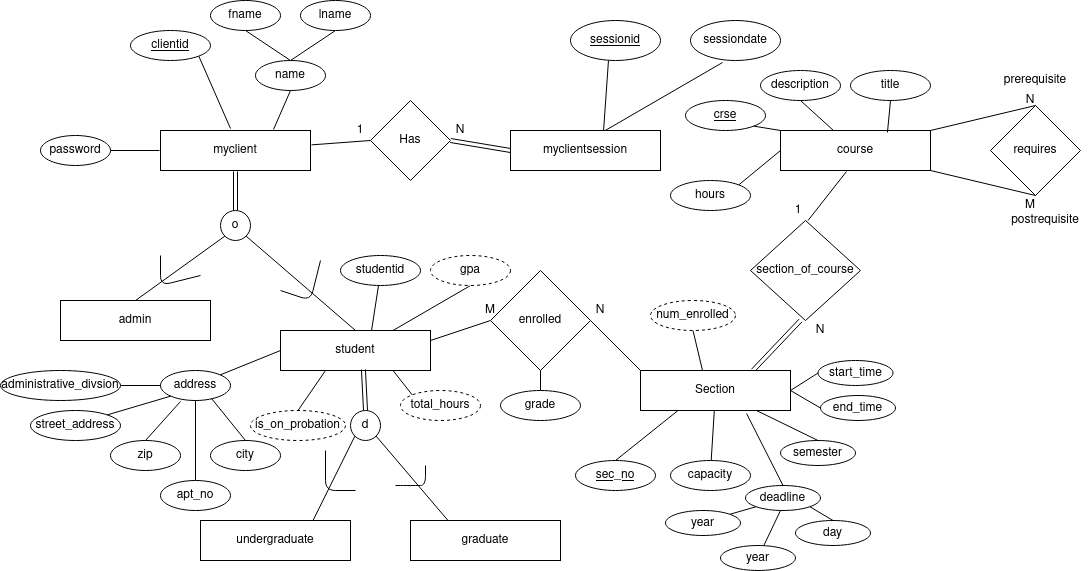 fname
lname
clientid
name
sessionid
sessiondate
description
title
prerequisite
N
crse
password
myclient
1
Has
N
myclientsession
course
requires
hours
M
postrequisite
1
o
studentid
gpa
section_of_course
admin
M
enrolled
N
num_enrolled
N
student
administrative_divsion
address
total_hours
grade
Section
start_time
end_time
street_address
is_on_probation
d
zip
city
semester
apt_no
sec_no
capacity
deadline
undergraduate
graduate
year
day
year